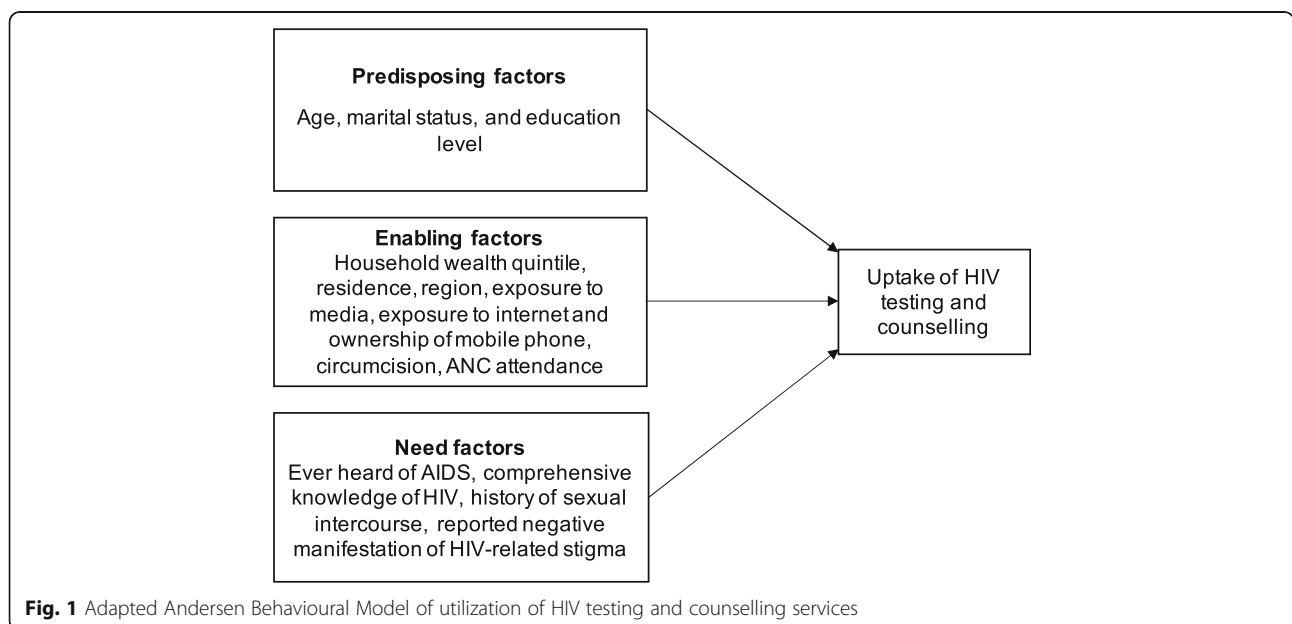 Predisposing factors
Age, marital status, and education
level
Enabling factors
Household wealth quintile,
residence, region, exposure to
media, exposure to internet and
ownership of mobile phone,
circumcision, ANC attendance
Need factors
Ever heard of AIDS, comprehensive
knowledge of HIV, history of sexual
intercourse, reported negative
manifestation of HIV-related stigma
Uptake of HIV
testing and
counselling
Fig. 1 Adapted Andersen Behavioural Model of utilization of HIV testing and counselling services